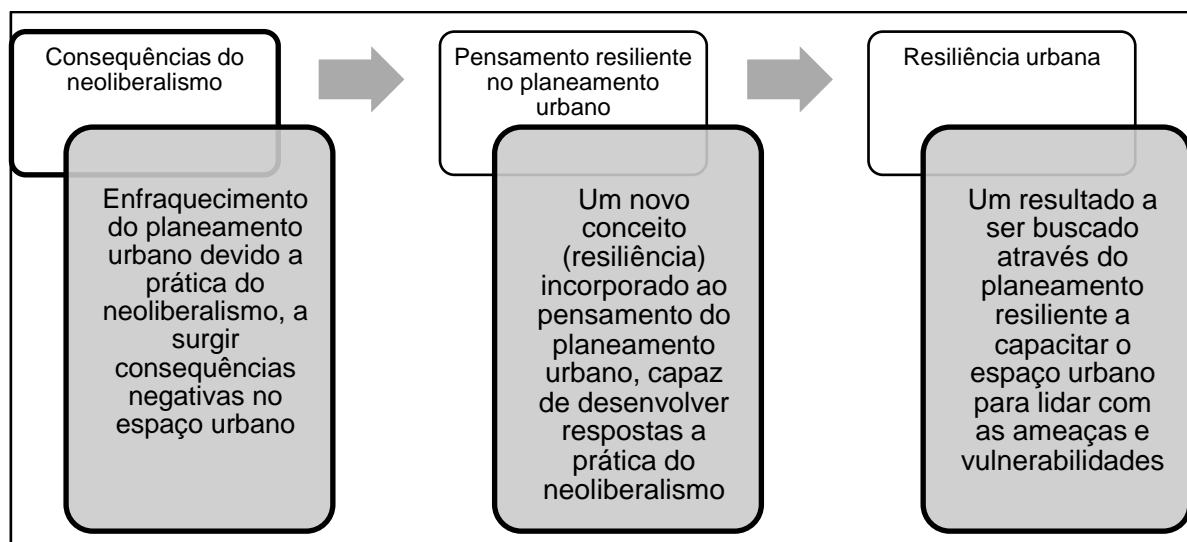 Consequências do
neoliberalismo
Enfraquecimento
do planeamento
urbano devido a
prática do
neoliberalismo, a
surgir
consequências
negativas no
espaço urbano
Pensamento resiliente
no planeamento
urbano
Um novo
conceito
(resiliência)
incorporado ao
pensamento do
planeamento
urbano, capaz
de desenvolver
respostas a
prática do
neoliberalismo
Resiliência urbana
Um resultado a
ser buscado
através do
planeamento
resiliente a
capacitar o
espaço urbano
para lidar com
as ameaças e
vulnerabilidades